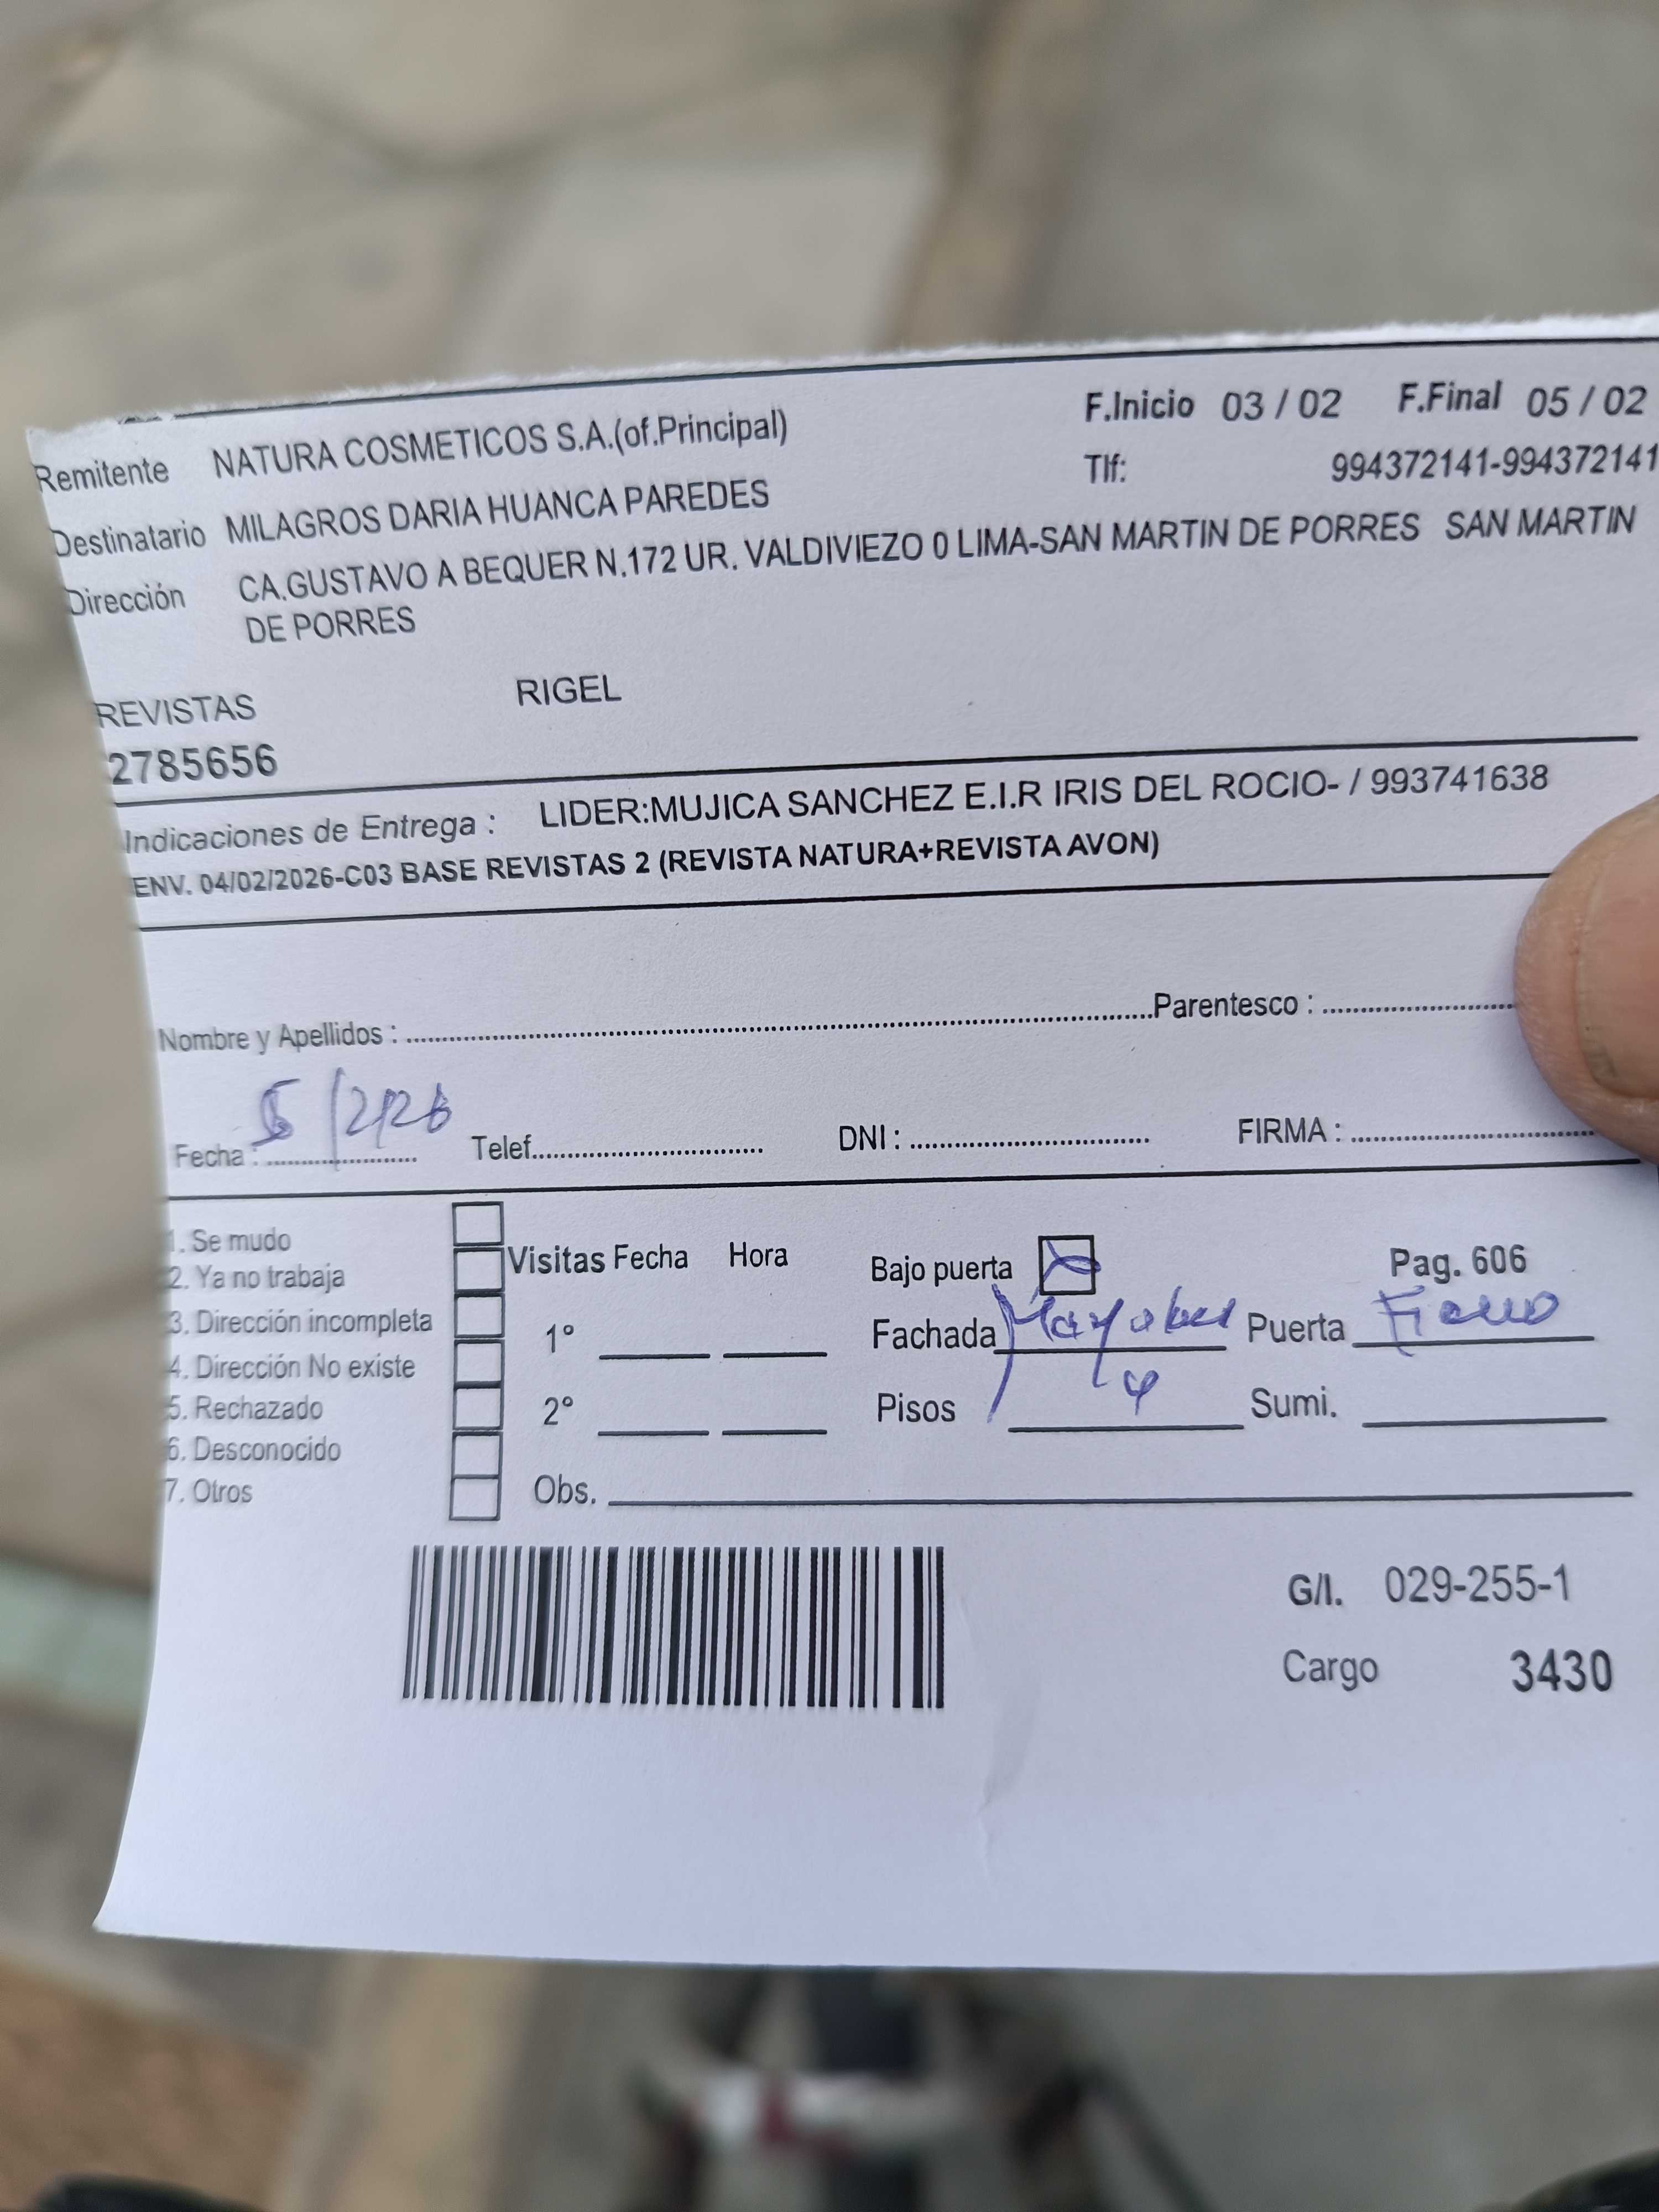 F.Inicio 03 / 02 F.Final 05 / 02
Remitente NATURA COSMETICOS S.A.(of.Principal)
Tlf: 994372141-994372141
Destinatario MILAGROS DARIA HUANCA PAREDES
Dirección CA.GUSTAVO A BEQUER N.172 UR. VALDIVIEZO 0 LIMA-SAN MARTIN DE PORRES SAN MARTIN
DE PORRES
REVISTAS RIGEL
2785656
Indicaciones de Entrega : LIDER:MUJICA SANCHEZ E.I.R IRIS DEL ROCIO- / 993741638
ENV. 04/02/2026-C03 BASE REVISTAS 2 (REVISTA NATURA+REVISTA AVON)
Nombre y Apellidos : Parentesco :
Fecha : 5/2/26 Telef. DNI : FIRMA :
1. Se mudo
2. Ya no trabaja
3. Dirección incompleta
4. Dirección No existe
5. Rechazado
6. Desconocido
7. Otros
Visitas Fecha Hora
1°
2°
Obs.
Bajo puerta Pag. 606
Fachada Puerta Fierro
Pisos 4 Sumi.
G/I. 029-255-1
Cargo 3430